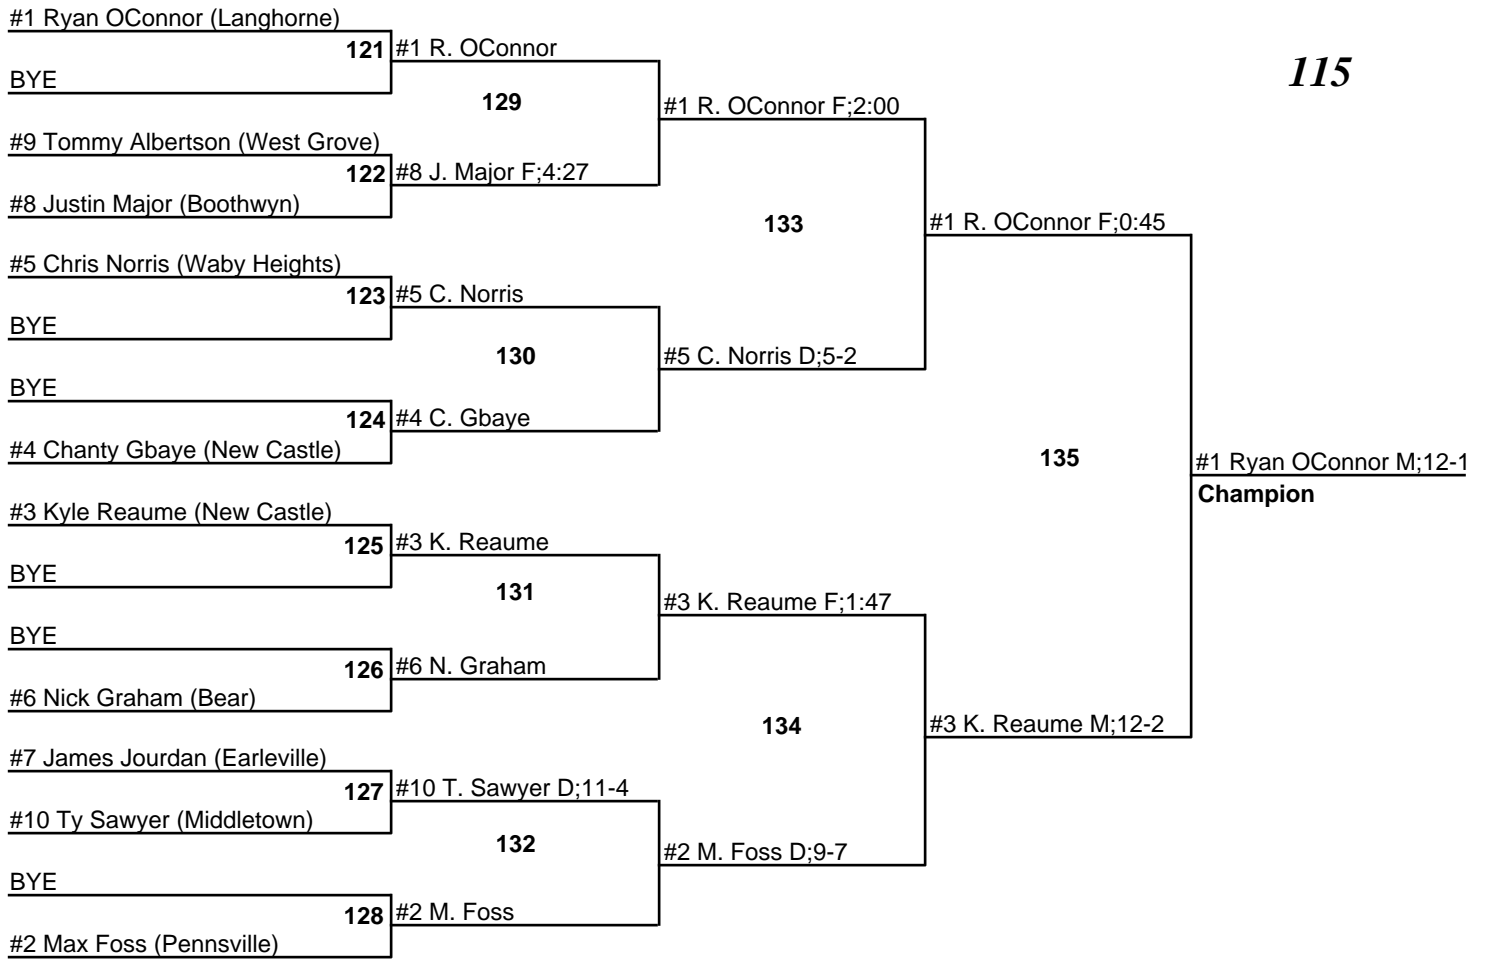 #1 Ryan OConnor (Langhorne)
121
#1 R. OConnor
BYE
115
129
#1 R. OConnor F;2:00
#9 Tommy Albertson (West Grove)
122
#8 J. Major F;4:27
#8 Justin Major (Boothwyn)
133
#1 R. OConnor F;0:45
#5 Chris Norris (Waby Heights)
123
#5 C. Norris
BYE
130
#5 C. Norris D;5-2
BYE
124
#4 C. Gbaye
#4 Chanty Gbaye (New Castle)
135
#1 Ryan OConnor M;12-1
Champion
#3 Kyle Reaume (New Castle)
125
#3 K. Reaume
BYE
131
#3 K. Reaume F;1:47
BYE
126
#6 N. Graham
#6 Nick Graham (Bear)
134
#3 K. Reaume M;12-2
#7 James Jourdan (Earleville)
127
#10 T. Sawyer D;11-4
#10 Ty Sawyer (Middletown)
132
#2 M. Foss D;9-7
BYE
128
#2 M. Foss
#2 Max Foss (Pennsville)